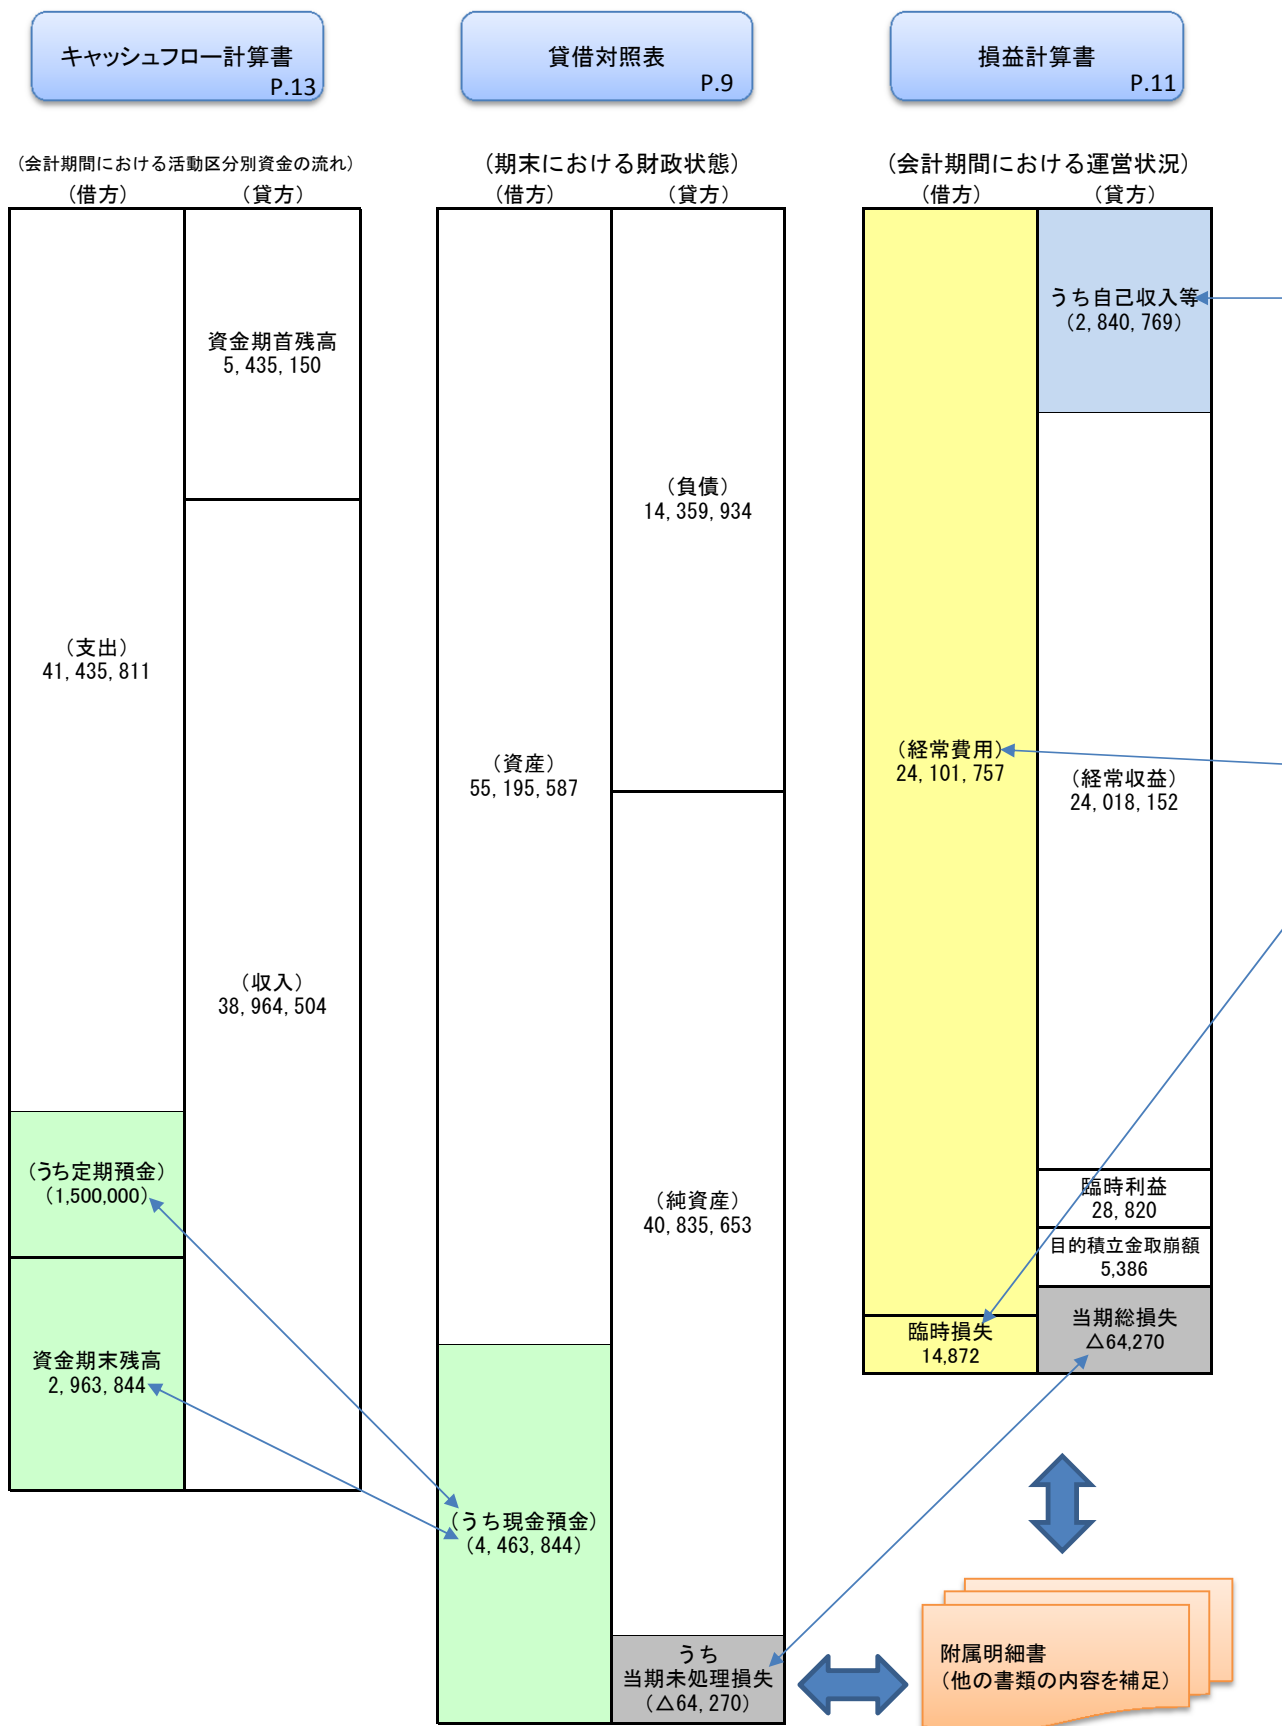 キャッシュフロー計算書
P.13
貸借対照表
P.9
損益計算書
P.11
(会計期間における活動区分別資金の流れ)
(借方)
(貸方)
(期末における財政状態)
(借方)
(貸方)
(会計期間における運営状況)
(借方)
(貸方)
資金期首残高
5,435,150
(支出)
41,435,811
(収入)
38,964,504
(うち定期預金)
(1,500,000)
資金期末残高
2,963,844
(負債)
14,359,934
(資産)
55,195,587
(純資産)
40,835,653
(うち現金預金)
(4,463,844)
うち
当期未処理損失
(△64,270)
うち自己収入等
(2,840,769)
(経常費用)
24,101,757
(経常収益)
24,018,152
臨時利益
28,820
目的積立金取崩額
5,386
臨時損失
14,872
当期総損失
△64,270
附属明細書
(他の書類の内容を補足)